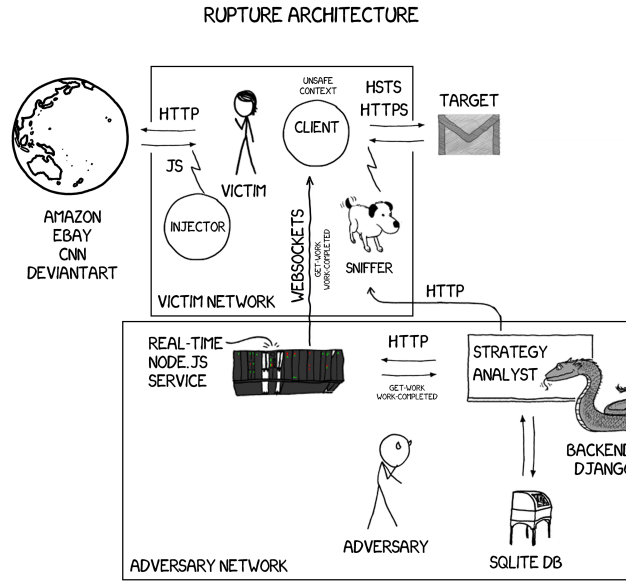 RUPTURE ARCHITECTURE
UNSAFE
CONTEXT
CLIENT
HSTS
HTTPS
TARGET
HTTP
JS
VICTIM
INJECTOR
AMAZON
EBAY
CNN
DEVIANTART
WEBSOCKETS
GET-WORK
WORK-COMPLETED
SNIFFER
VICTIM NETWORK
HTTP
REAL-TIME
NODE.JS
SERVICE
HTTP
GET-WORK
WORK-COMPLETED
STRATEGY
ANALYST
BACKEND
DJANGO
ADVERSARY
SQLITE DB
ADVERSARY NETWORK